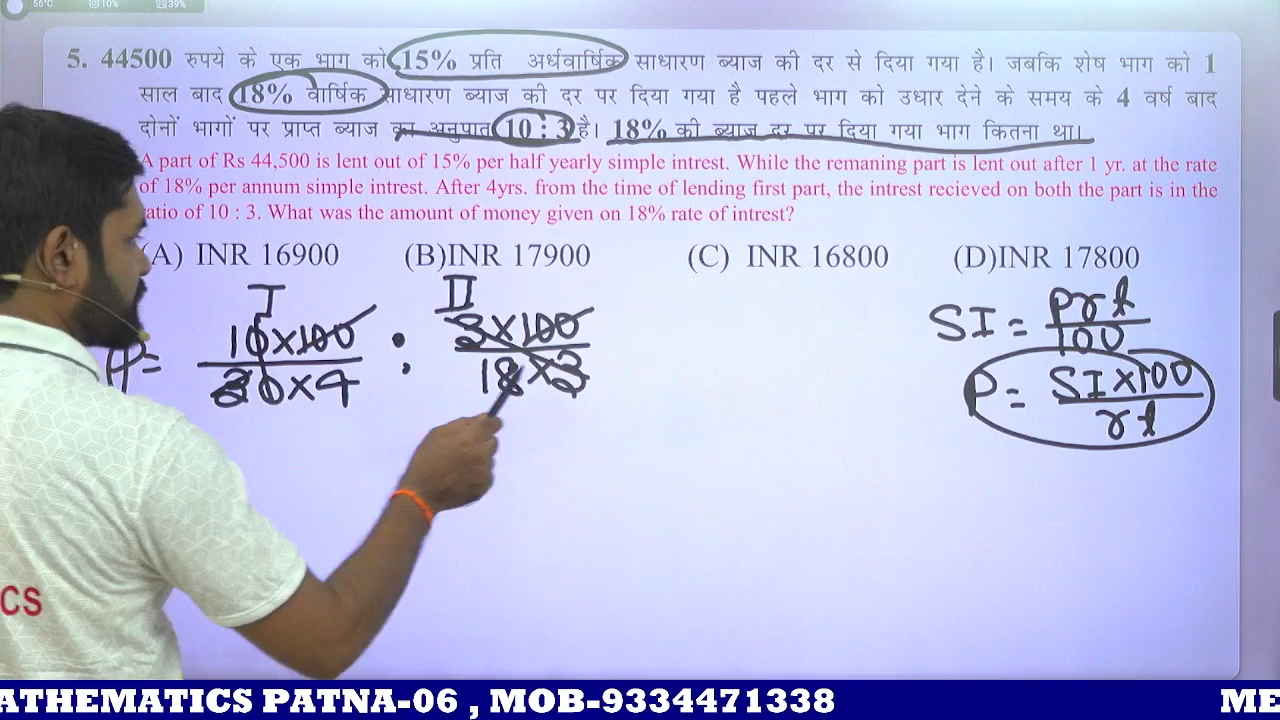 56°C 10% 39%
5. 44500 रुपये के एक भाग को 15% प्रति अर्धवार्षिक साधारण ब्याज की दर से दिया गया है। जबकि शेष भाग को 1
साल बाद 18% वार्षिक साधारण ब्याज की दर पर दिया गया है पहले भाग को उधार देने के समय के 4 वर्ष बाद
दोनों भागों पर प्राप्त ब्याज का अनुपात 10 : 3 है। 18% की ब्याज दर पर दिया गया भाग कितना था।
A part of Rs 44,500 is lent out of 15% per half yearly simple intrest. While the remaning part is lent out after 1 yr. at the rate
of 18% per annum simple intrest. After 4yrs. from the time of lending first part, the intrest recieved on both the part is in the
ratio of 10 : 3. What was the amount of money given on 18% rate of intrest?
(A) INR 16900 (B)INR 17900 (C) INR 16800 (D)INR 17800
I II
P = 10×100 : 3×100
30×4 18×3
SI = prt
100
P = SI×100
rt
CS
ATHEMATICS PATNA-06 , MOB-9334471338 ME